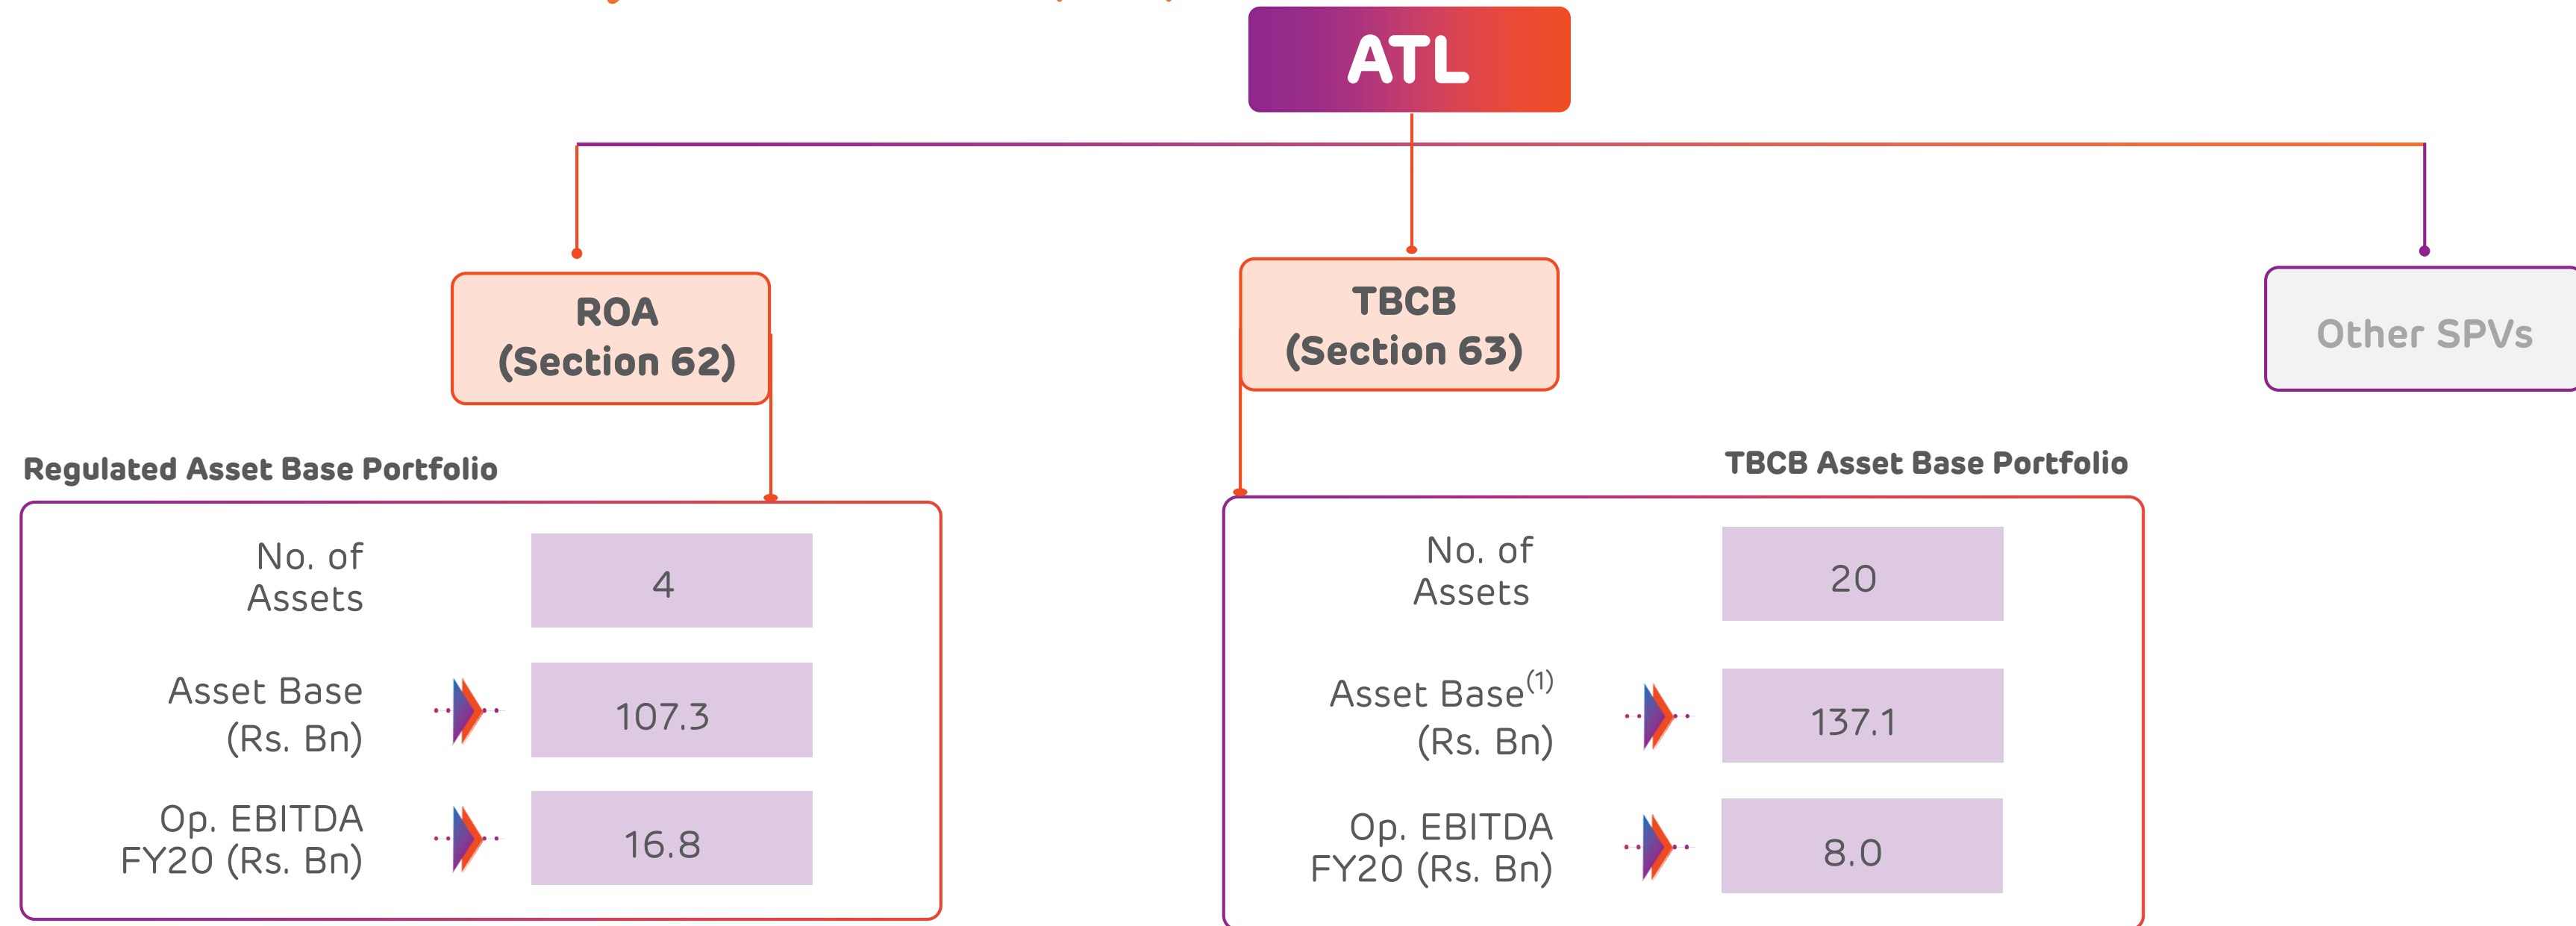 ATL
ROA
(Section 62)
TBCB
(Section 63)
Other SPVs
Regulated Asset Base Portfolio
No. of
Assets
4
Asset Base
(Rs. Bn)
107.3
Op. EBITDA
FY20 (Rs. Bn)
16.8
TBCB Asset Base Portfolio
No. of
Assets
20
Asset Base(1)
(Rs. Bn)
137.1
Op. EBITDA
FY20 (Rs. Bn)
8.0